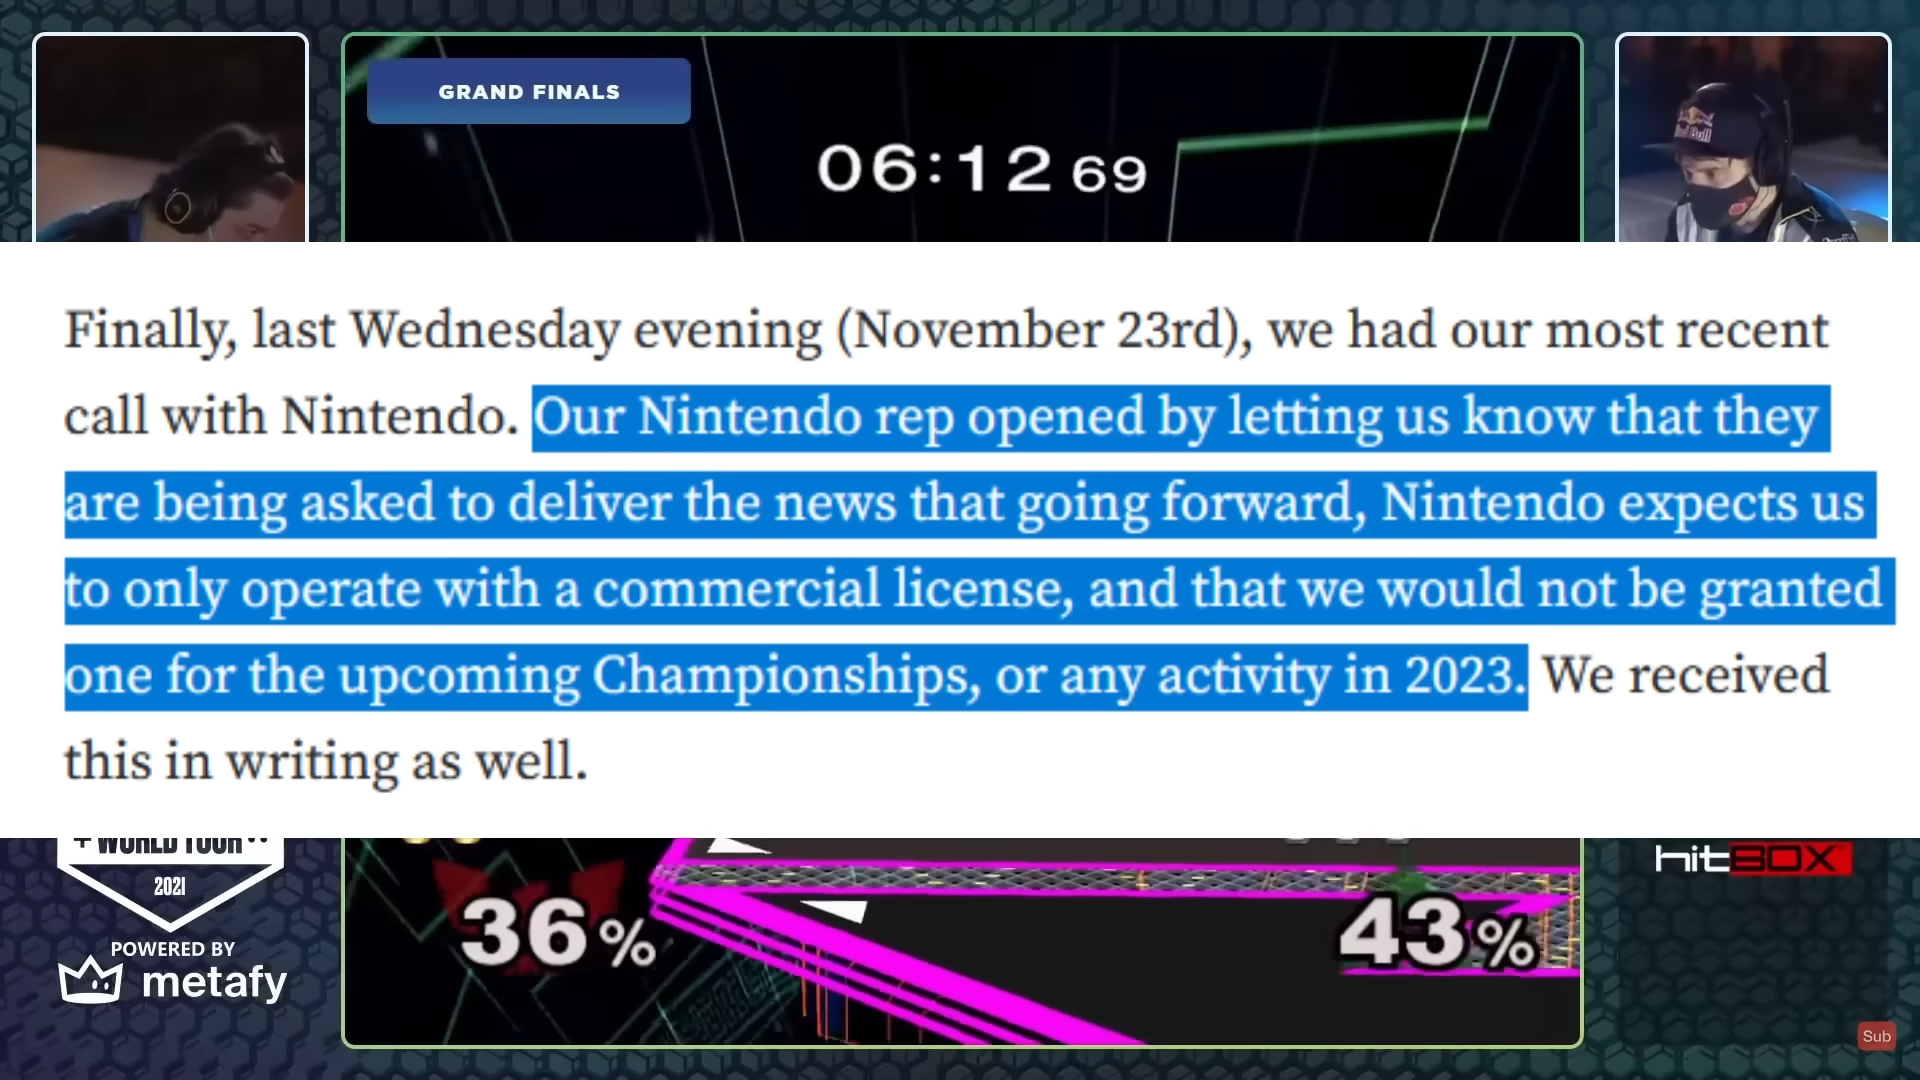 GRAND FINALS
06:12 69
Red Bull
Finally, last Wednesday evening (November 23rd), we had our most recent
call with Nintendo. Our Nintendo rep opened by letting us know that they
are being asked to deliver the news that going forward, Nintendo expects us
to only operate with a commercial license, and that we would not be granted
one for the upcoming Championships, or any activity in 2023. We received
this in writing as well.
WORLD TOUR
2021
POWERED BY
metafy
36%
43%
hitBOX
Sub